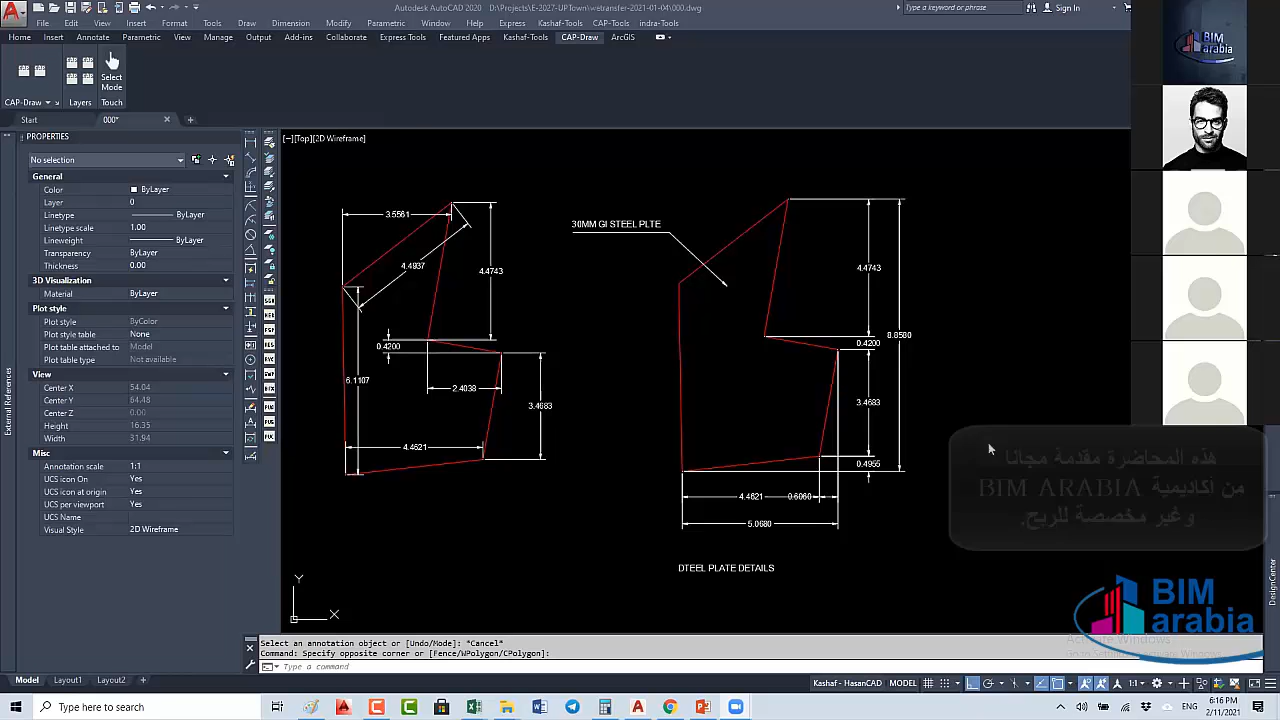 Autodesk AutoCAD 2020 D:\Projects\E-2027-UPTown\wetransfer-2021-01-04\000.dwg
Type a keyword or phrase
Sign In
File Edit View Insert Format Tools Draw Dimension Modify Parametric Window Help Express Kashaf-Tools CAP-Tools indra-Tools
Home Insert Annotate Parametric View Manage Output Add-ins Collaborate Express Tools Featured Apps Kashaf-Tools CAP-Draw ArcGIS
Select
Mode
CAP-Draw Layers Touch
Start 000*
PROPERTIES
[−][Top][2D Wireframe]
No selection
General
Color ByLayer
Layer 0
Linetype ByLayer
Linetype scale 1.00
Lineweight ByLayer
Transparency ByLayer
Thickness 0.00
3D Visualization
Material ByLayer
Plot style
Plot style ByColor
Plot style table None
Plot table attached to Model
Plot table type Not available
View
Center X 54.04
Center Y 64.48
Center Z 0.00
Height 16.35
Width 31.94
Misc
Annotation scale 1:1
UCS icon On Yes
UCS icon at origin Yes
UCS per viewport Yes
UCS Name
Visual Style 2D Wireframe
External References
3.5561
4.4937
4.4743
0.4200
6.1107
2.4038
3.4683
4.4621
30MM GI STEEL PLTE
4.4743
8.8580
0.4200
3.4683
0.4955
4.4621 0.6060
5.0680
DTEEL PLATE DETAILS
Y
X
BIM
arabia
هذه المحاضرة مقدمة مجانا
من أكاديمية BIM ARABIA
وغير مخصصة للربح.
DesignCenter
BIM
arabia
Activate Windows
Select an annotation object or [Undo/Mode]: *Cancel*
Command: Specify opposite corner or [Fence/WPolygon/CPolygon]:
Type a command
Model Layout1 Layout2
Kashaf - HasanCAD MODEL 1:1
Type here to search
ENG
6:16 PM
2/11/2021